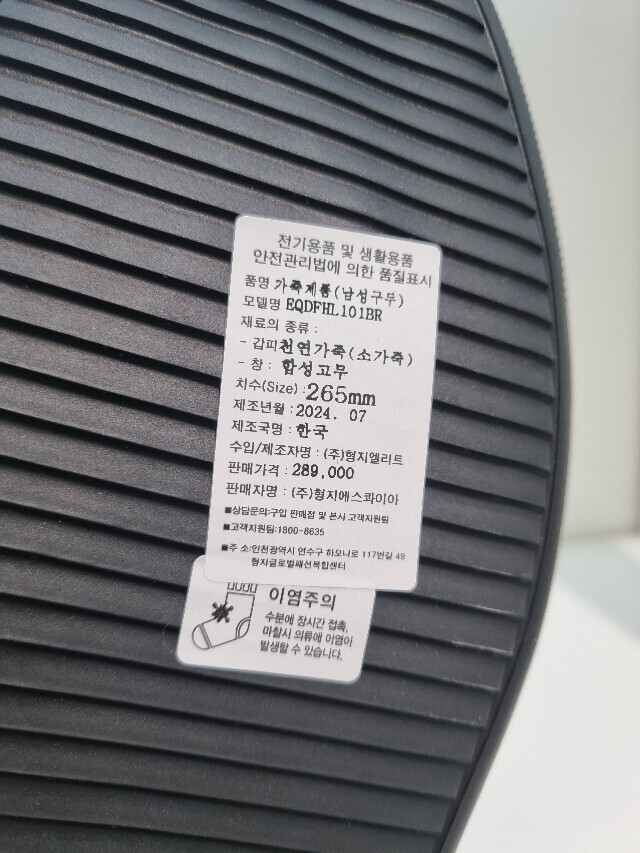 전기용품 및 생활용품
안전관리법에 의한 품질표시
품명 가죽제품(남성구두)
모델명 EQDFHL101BR
재료의 종류 :
- 갑피천연가죽(소가죽)
- 창 : 합성고무
치수(Size) : 265mm
제조년월 : 2024. 07
제조국명 : 한국
수입/제조자명 : (주)형지엘리트
판매가격 : 289,000
판매자명 : (주)형지에스콰이아
■상담문의:구입 판매점 및 본사 고객지원팀
■고객지원팀:1800-8635
■주 소:인천광역시 연수구 하모니로 117번길 49
형지글로벌패션복합센터
이염주의
수분에 장시간 접촉,
마찰시 의류에 이염이
발생할 수 있습니다.